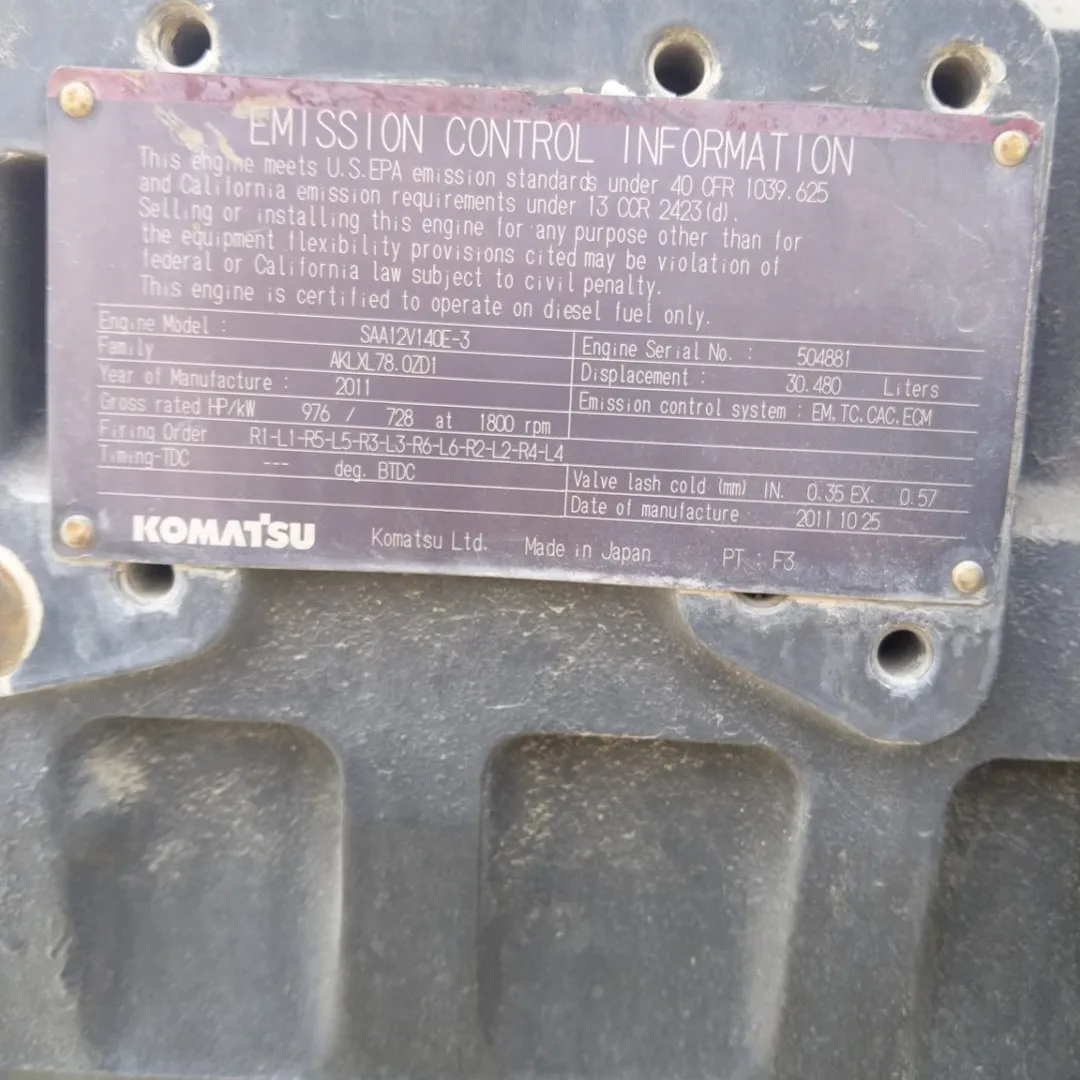 EMISSION CONTROL INFORMATION
This engine meets U.S.EPA emission standards under 40 CFR 1039.625
and California emission requirements under 13 CCR 2423(d).
Selling or installing this engine for any purpose other than for
the equipment flexibility provisions cited may be violation of
federal or California law subject to civil penalty.
This engine is certified to operate on diesel fuel only.
Engine Model : SAA12V140E-3
Engine Serial No. : 504881
Family AKLXL78.0ZD1
Displacement : 30.480 Liters
Year of Manufacture : 2011
Emission control system : EM.TC.CAC.ECM
Gross rated HP/kW 976 / 728 at 1800 rpm
Firing Order R1-L1-R5-L5-R3-L3-R6-L6-R2-L2-R4-L4
Timing-TDC --- deg. BTDC
Valve lash cold (mm) IN. 0.35 EX. 0.57
Date of manufacture 2011 10 25
KOMATSU Komatsu Ltd. Made in Japan PT : F3